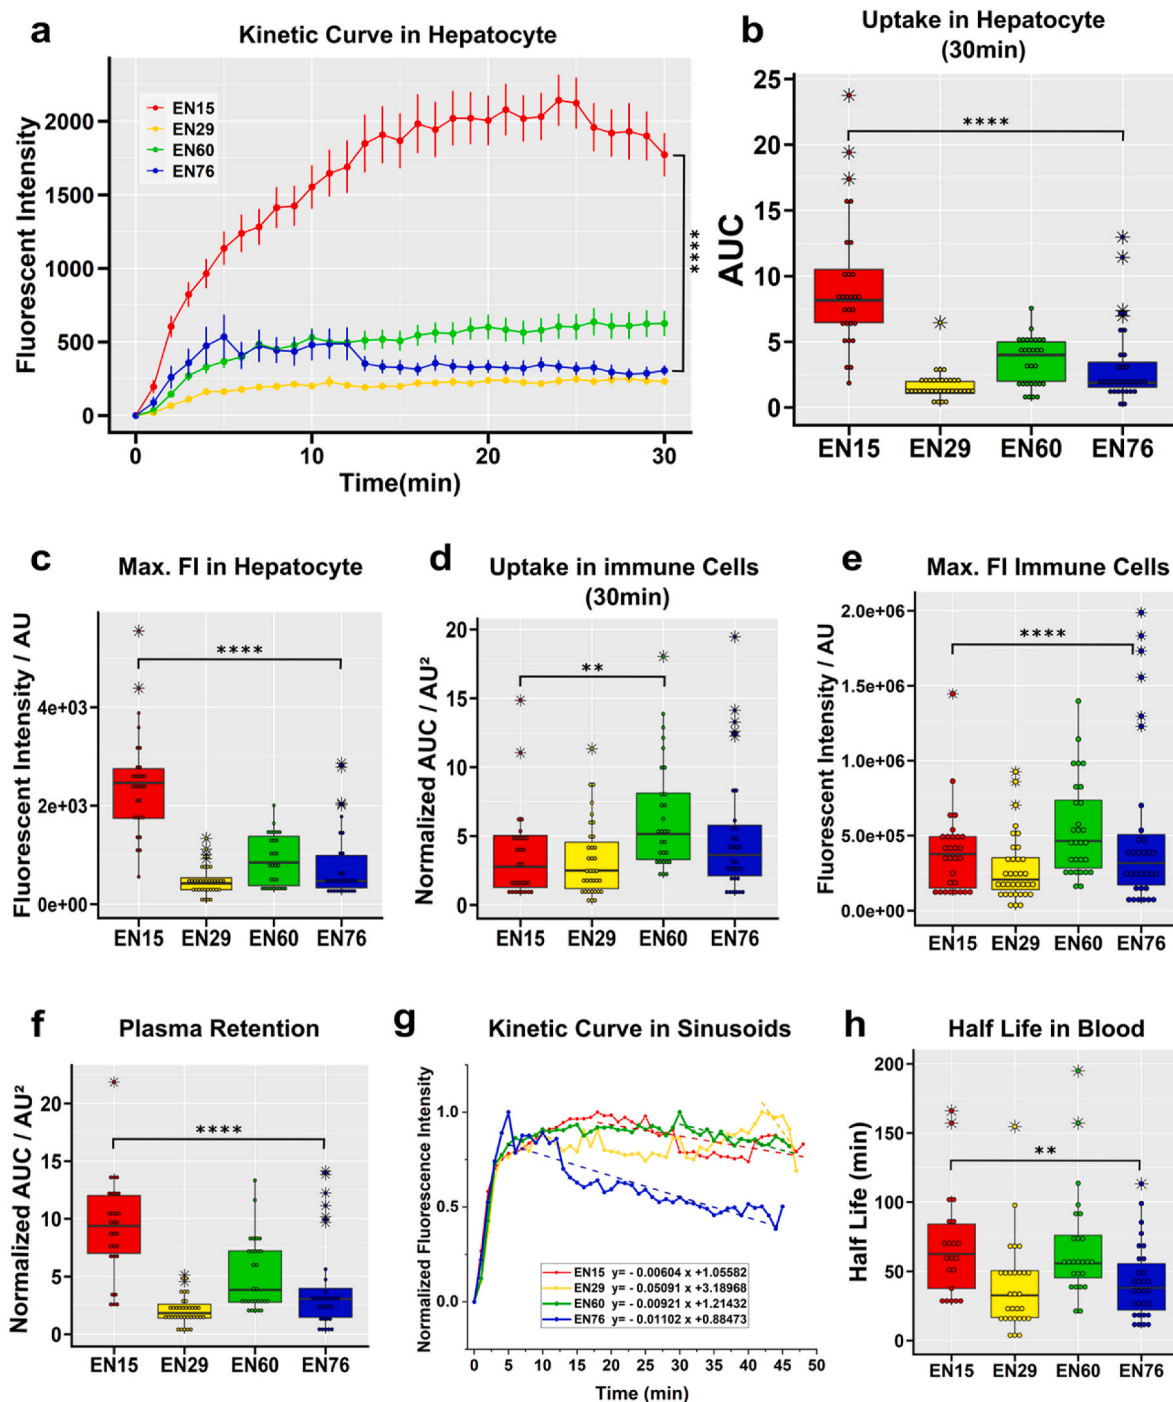 a
Kinetic Curve in Hepatocyte
Fluorescent Intensity
2000
1500
1000
500
0
EN15
EN29
EN60
EN76
****
0 10 20 30
Time(min)
b
Uptake in Hepatocyte
(30min)
AUC
25
20
15
10
5
0
****
EN15 EN29 EN60 EN76
c
Max. FI in Hepatocyte
Fluorescent Intensity / AU
4e+03
2e+03
0e+00
****
EN15 EN29 EN60 EN76
d
Uptake in immune Cells
(30min)
Normalized AUC / AU²
20
15
10
5
0
**
EN15 EN29 EN60 EN76
e
Max. FI Immune Cells
Fluorescent Intensity / AU
2.0e+06
1.5e+06
1.0e+06
5.0e+05
0.0e+00
****
EN15 EN29 EN60 EN76
f
Plasma Retention
Normalized AUC / AU²
20
15
10
5
0
****
EN15 EN29 EN60 EN76
g
Kinetic Curve in Sinusoids
Normalized Fluorescence Intensity
1.0
0.5
0.0
EN15 y= - 0.00604 x +1.05582
EN29 y= - 0.05091 x +3.18968
EN60 y= - 0.00921 x +1.21432
EN76 y= - 0.01102 x +0.88473
0 5 10 15 20 25 30 35 40 45 50
Time (min)
h
Half Life in Blood
Half Life (min)
200
150
100
50
0
**
EN15 EN29 EN60 EN76